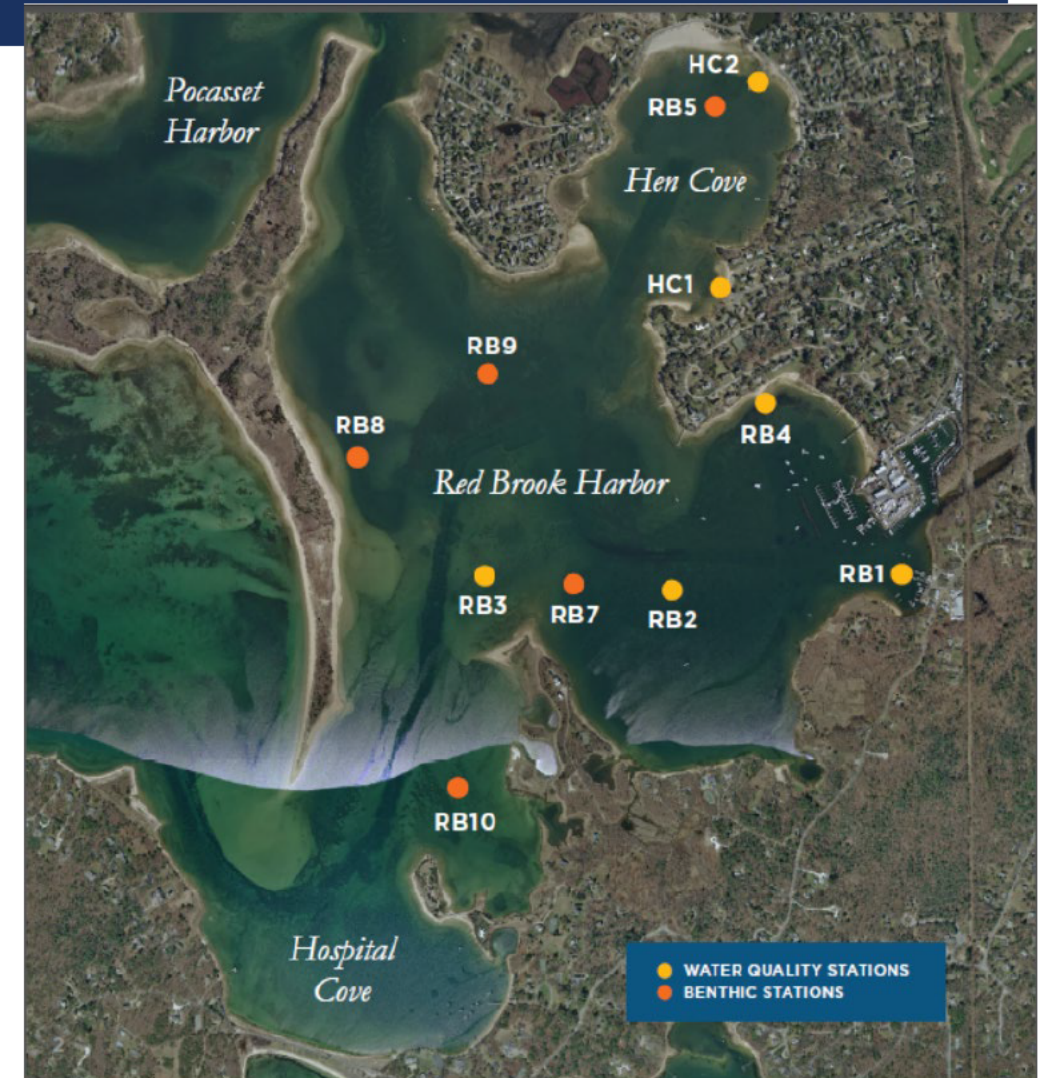 Pocasset
Harbor
HC2
RB5
Hen Cove
HC1
RB9
RB4
RB8
Red Brook Harbor
RB1
RB3
RB7
RB2
RB10
Hospital
Cove
WATER QUALITY STATIONS
BENTHIC STATIONS